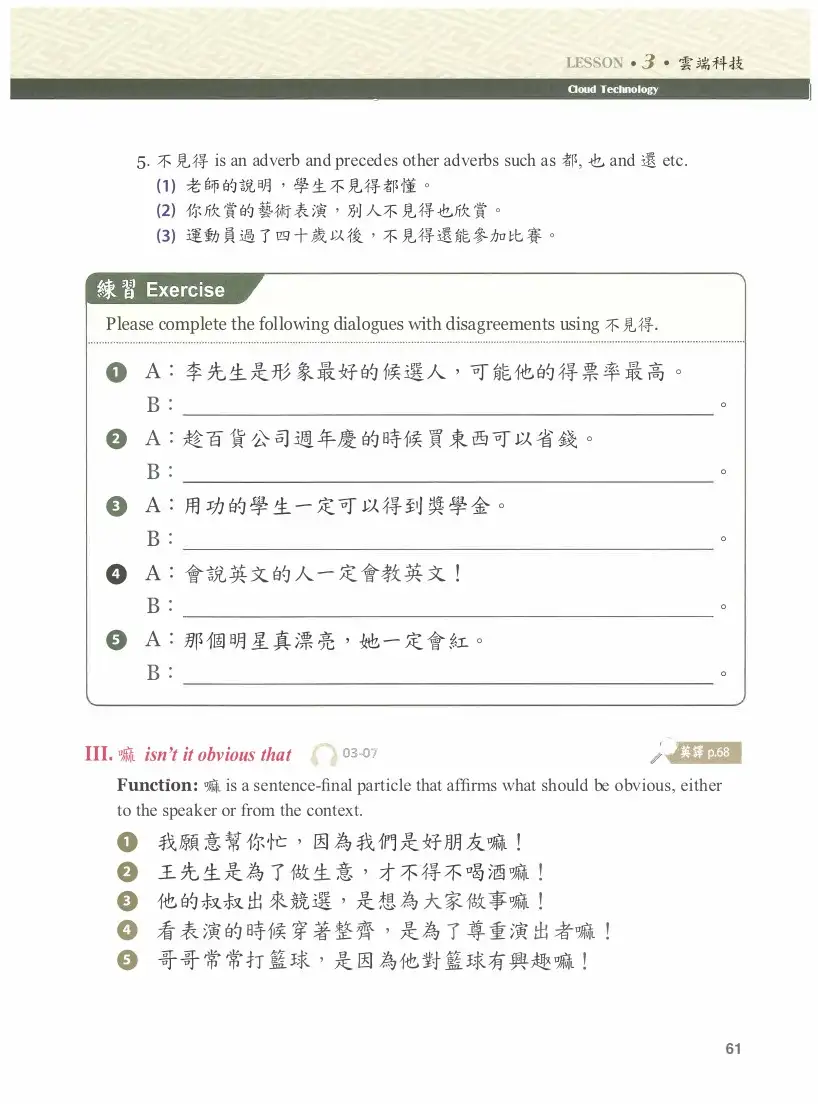 LESSON • 3 • 雲端科技
Cloud Technology
5. 不見得 is an adverb and precedes other adverbs such as 都, 也 and 還 etc.
(1) 老師的說明，學生不見得都懂。
(2) 你欣賞的藝術表演，別人不見得也欣賞。
(3) 運動員過了四十歲以後，不見得還能參加比賽。
練習 Exercise
Please complete the following dialogues with disagreements using 不見得.
1 A：李先生是形象最好的候選人，可能他的得票率最高。
B：________。
2 A：趁百貨公司週年慶的時候買東西可以省錢。
B：________。
3 A：用功的學生一定可以得到獎學金。
B：________。
4 A：會說英文的人一定會教英文！
B：________。
5 A：那個明星真漂亮，她一定會紅。
B：________。
III. 嘛 isn't it obvious that 03-07 英譯 p.68
Function: 嘛 is a sentence-final particle that affirms what should be obvious, either
to the speaker or from the context.
1 我願意幫你忙，因為我們是好朋友嘛！
2 王先生是為了做生意，才不得不喝酒嘛！
3 他的叔叔出來競選，是想為大家做事嘛！
4 看表演的時候穿著整齊，是為了尊重演出者嘛！
5 哥哥常常打籃球，是因為他對籃球有興趣嘛！
61